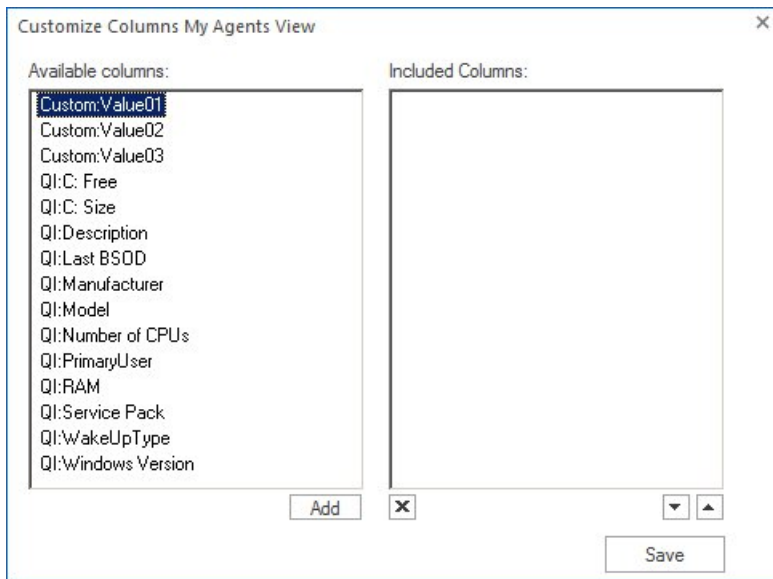 Customize Columns My Agents View
Available columns:
Included Columns:
Custom:Value01
Custom:Value02
Custom:Value03
QI:C: Free
QI:C: Size
QI:Description
QI:Last BSOD
QI:Manufacturer
QI:Model
QI:Number of CPUs
QI:PrimaryUser
QI:RAM
QI:Service Pack
QI:WakeUpType
QI:Windows Version
Add
Save